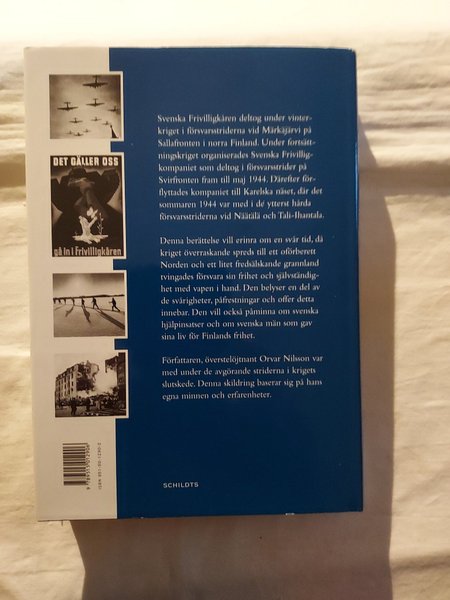 Svenska Frivilligkåren deltog under vinter-
kriget i försvarsstriderna vid Märkäjärvi på
Sallafronten i norra Finland. Under fortsätt-
ningskriget organiserades Svenska Frivillig-
kompaniet som deltog i försvarsstrider på
Svirfronten fram till maj 1944. Därefter för-
flyttades kompaniet till Karelska näset, där det
sommaren 1944 var med i de ytterst hårda
försvarsstriderna vid Näätälä och Tali-Ihantala.
Denna berättelse vill erinra om en svår tid, då
kriget överraskande spreds till ett oförberett
Norden och ett litet fredsälskande grannland
tvingades försvara sin frihet och självständig-
het med vapen i hand. Den belyser en del av
de svårigheter, påfrestningar och offer detta
innebar. Den vill också påminna om svenska
hjälpinsatser och om svenska män som gav
sina liv för Finlands frihet.
Författaren, överstelöjtnant Orvar Nilsson var
med under de avgörande striderna i krigets
slutskede. Denna skildring baserar sig på hans
egna minnen och erfarenheter.
SCHILDTS
DET GÄLLER OSS
gå in i Frivilligkåren